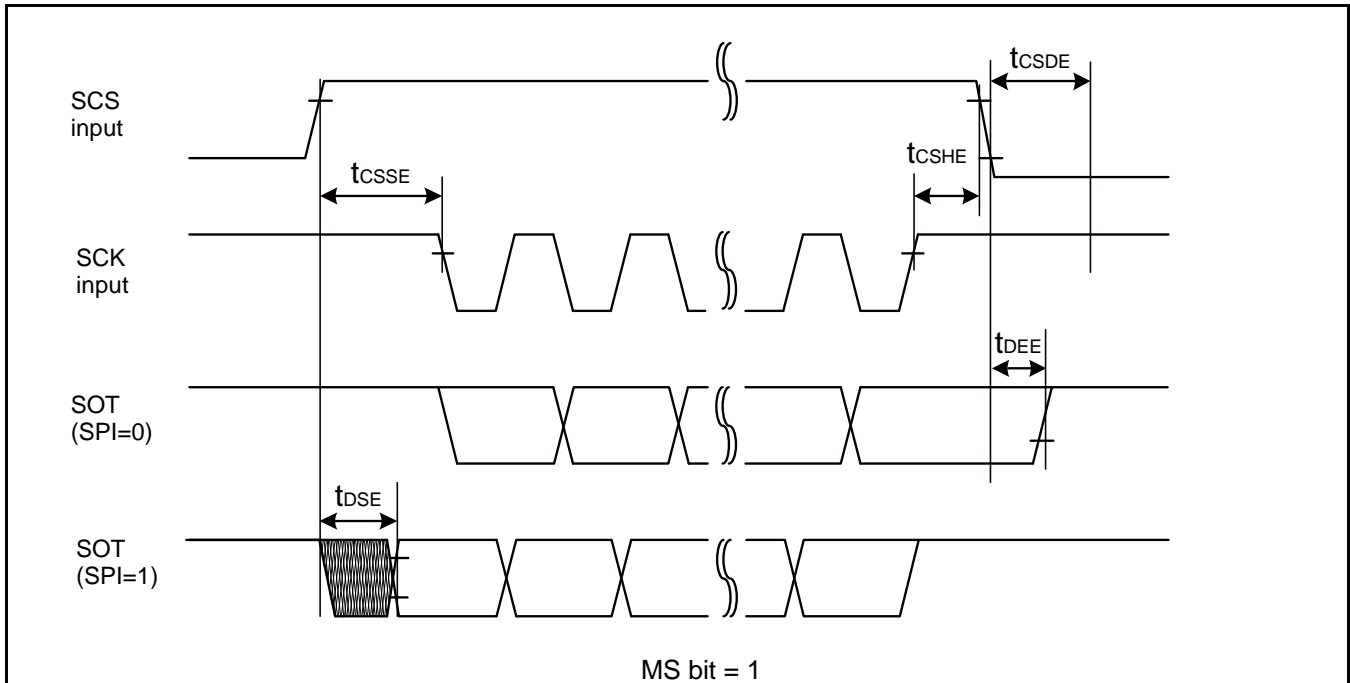 tCSDE
SCS
input
tCSHE
tCSSE
SCK
input
tDEE
SOT
(SPI=0)
tDSE
SOT
(SPI=1)
MS bit = 1